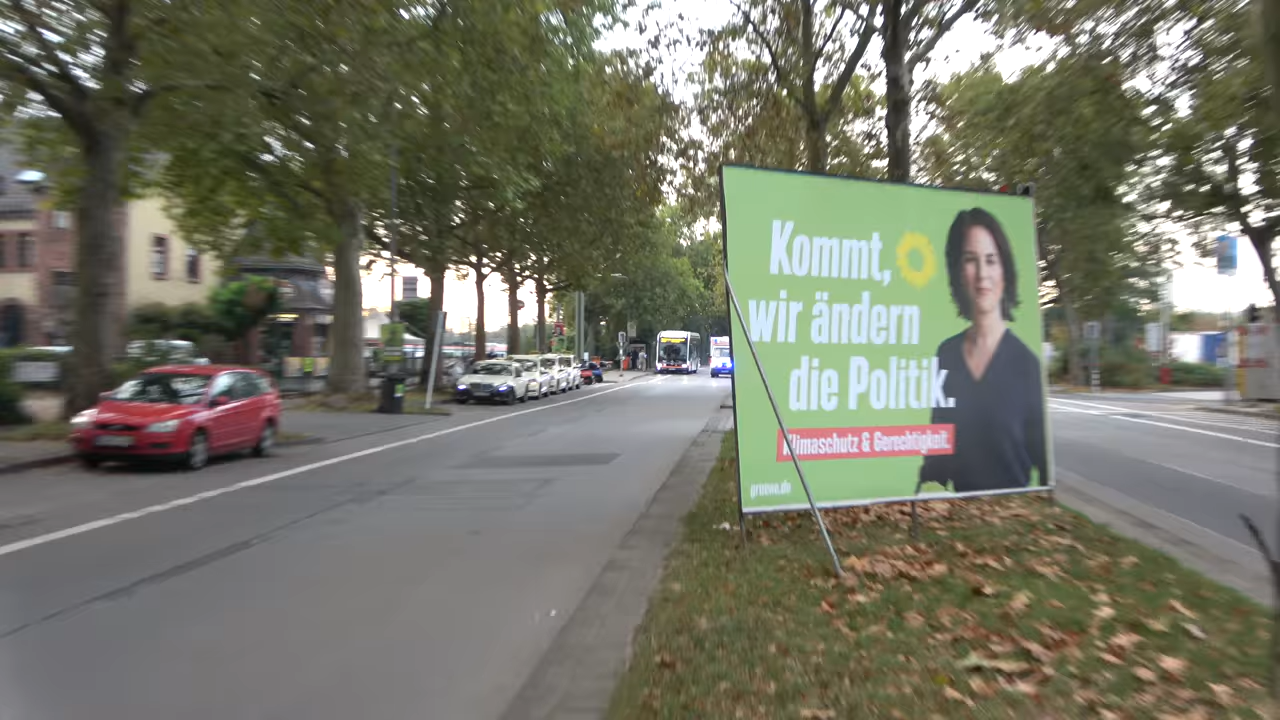 Kommt,
wir ändern
die Politik.
Klimaschutz & Gerechtigkeit.
gruene.de